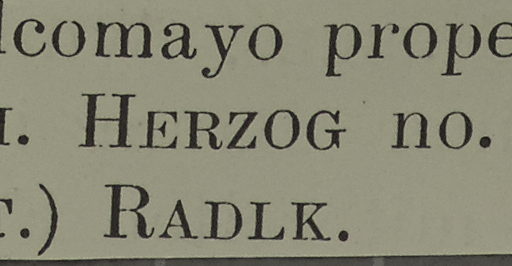 lcomayo prope
. HERZOG no.
.) RADLK.